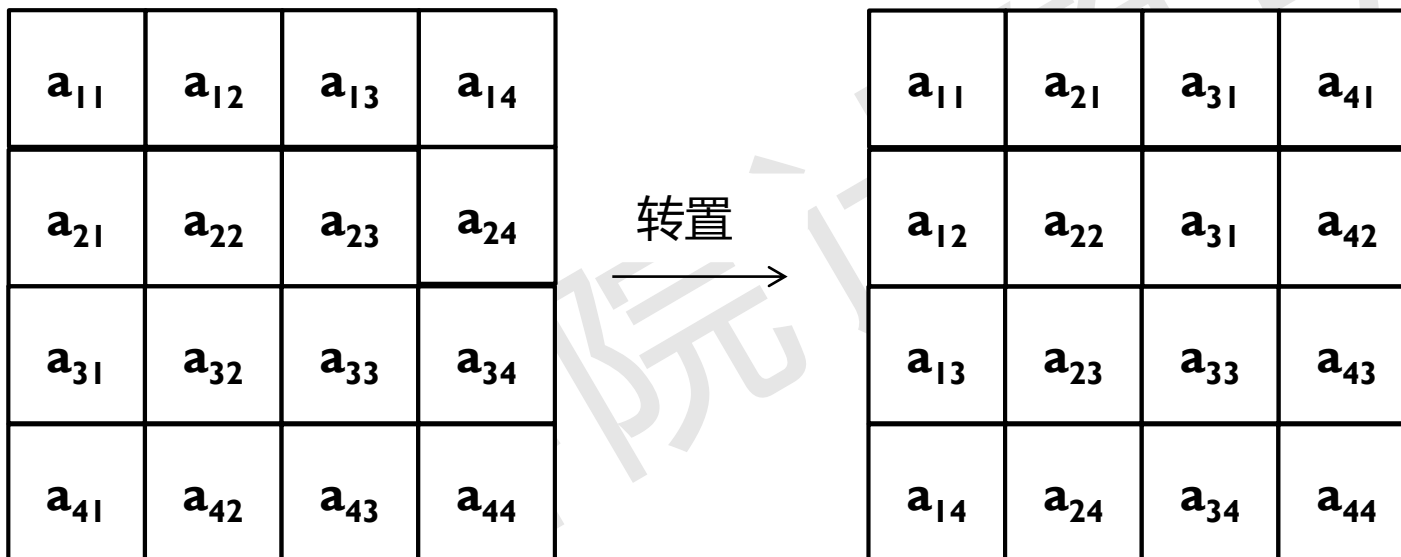 a11 a12 a13 a14 a11 a21 a31 a41
a21 a22 a23 a24 转置 a12 a22 a31 a42
a31 a32 a33 a34 a13 a23 a33 a43
a41 a42 a43 a44 a14 a24 a34 a44
院